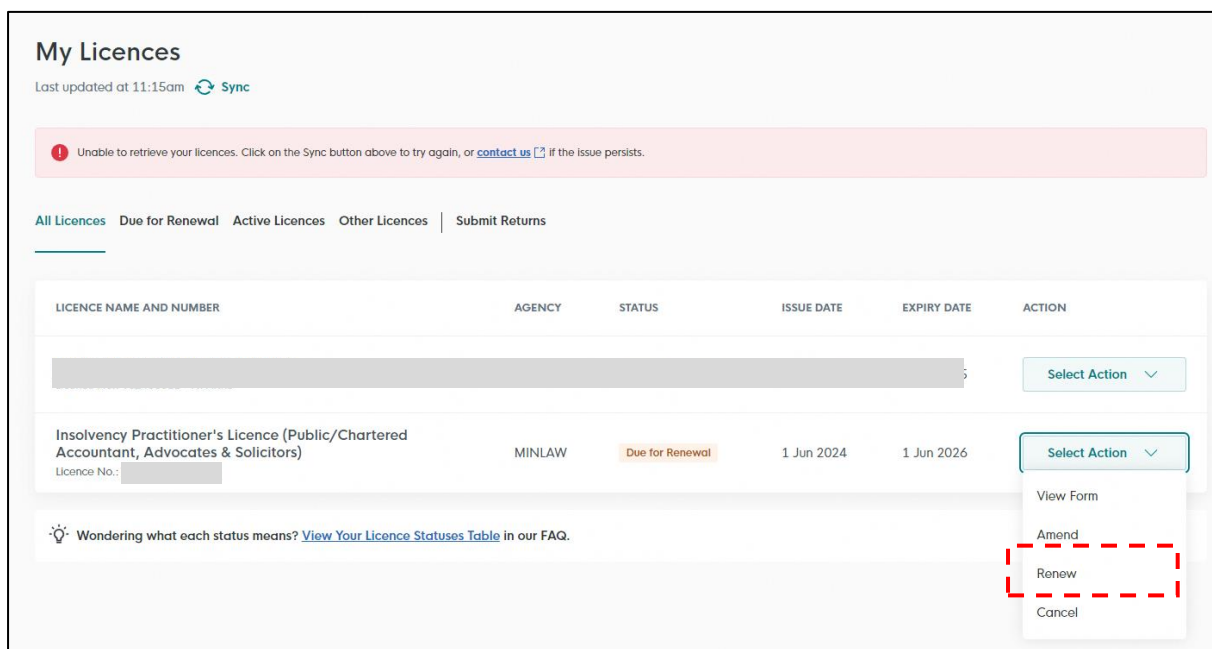 My Licences
Last updated at 11:15am Sync
Unable to retrieve your licences. Click on the Sync button above to try again, or contact us if the issue persists.
All Licences Due for Renewal Active Licences Other Licences Submit Returns
LICENCE NAME AND NUMBER AGENCY STATUS ISSUE DATE EXPIRY DATE ACTION
Select Action
Insolvency Practitioner's Licence (Public/Chartered
Accountant, Advocates & Solicitors) MINLAW Due for Renewal 1 Jun 2024 1 Jun 2026 Select Action
Licence No.:
View Form
Wondering what each status means? View Your Licence Statuses Table in our FAQ.
Amend
Renew
Cancel